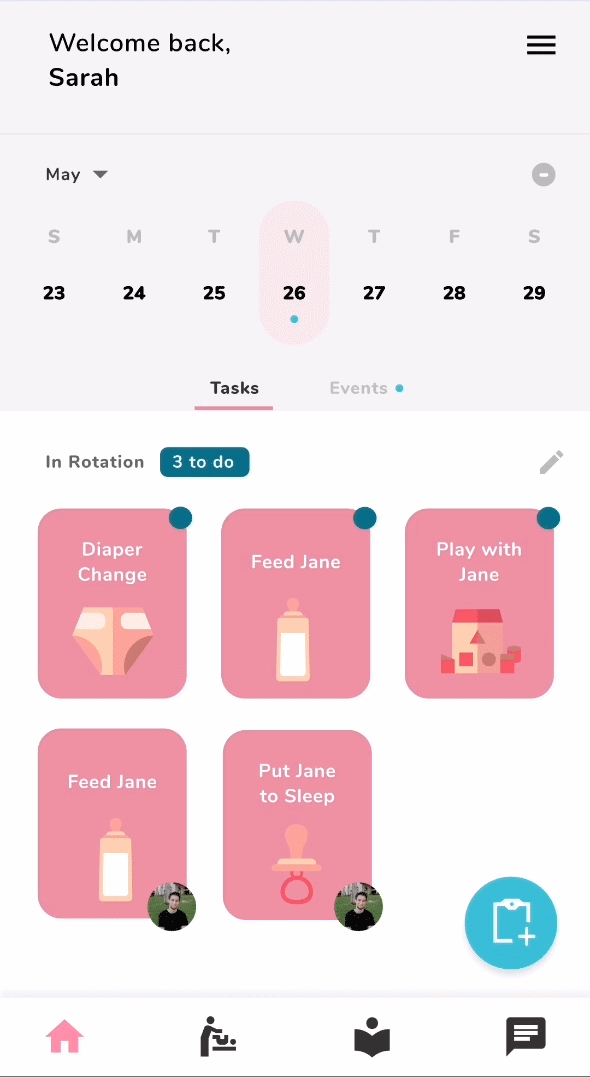 Welcome back,
Sarah
May
S M T W T F S
23 24 25 26 27 28 29
Tasks Events
In Rotation 3 to do
Diaper
Change
Feed Jane
Play with
Jane
Feed Jane
Put Jane
to Sleep